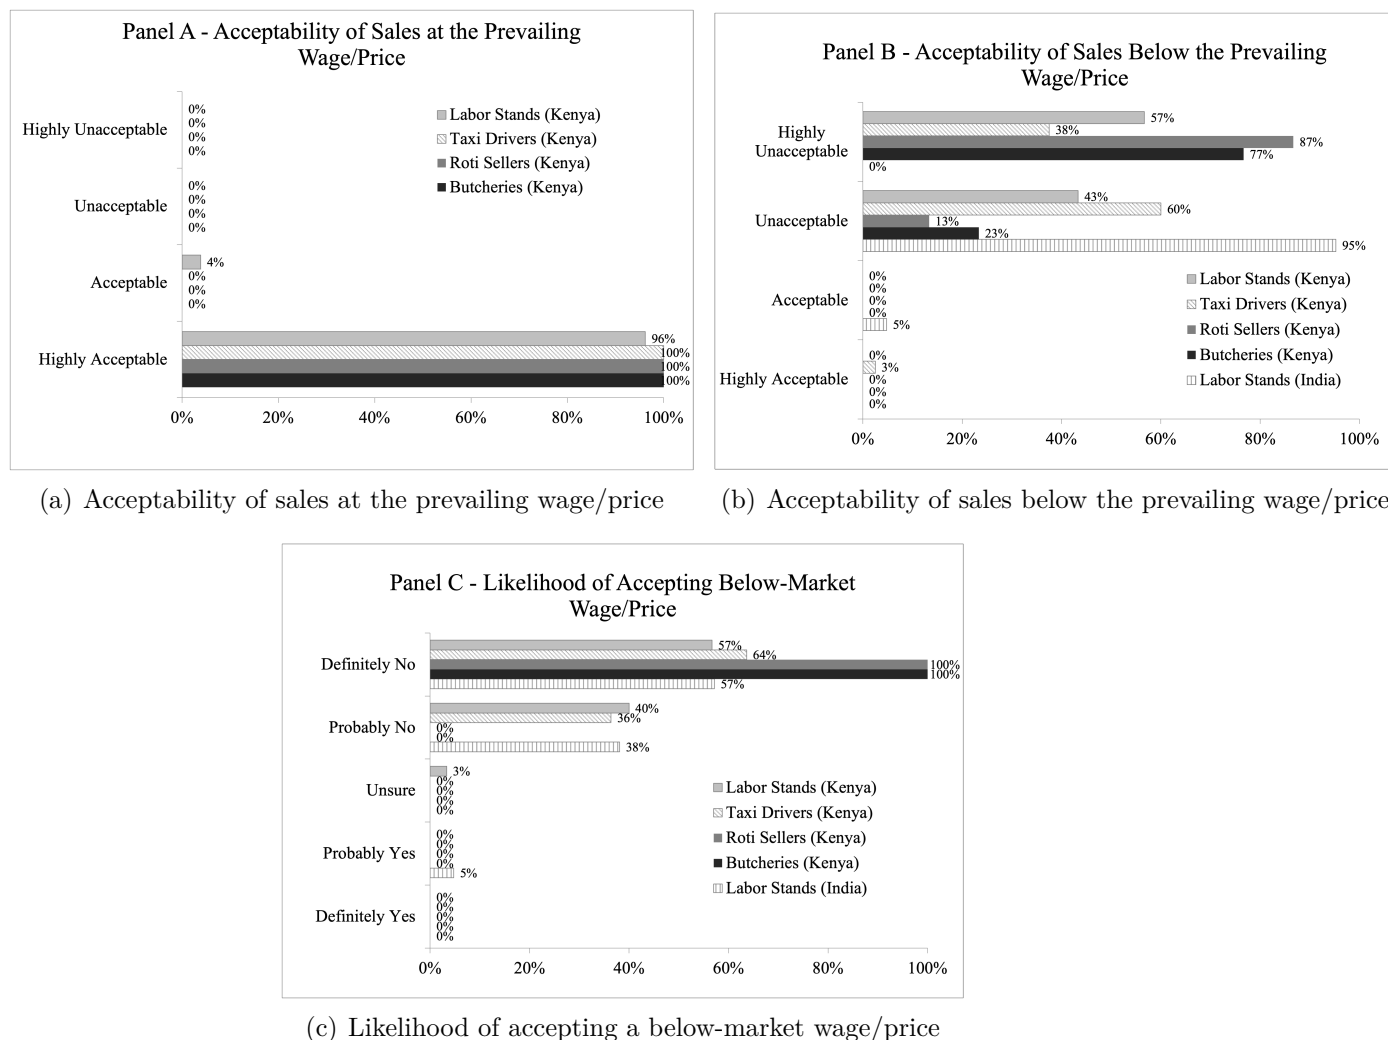 Panel A - Acceptability of Sales at the Prevailing
Wage/Price
Highly Unacceptable
0%
0%
0%
0%
Unacceptable
0%
0%
0%
0%
Acceptable
4%
0%
0%
0%
Highly Acceptable
96%
100%
100%
100%
Labor Stands (Kenya)
Taxi Drivers (Kenya)
Roti Sellers (Kenya)
Butcheries (Kenya)
0% 20% 40% 60% 80% 100%
(a) Acceptability of sales at the prevailing wage/price
Panel B - Acceptability of Sales Below the Prevailing
Wage/Price
Highly
Unacceptable
57%
38%
87%
77%
0%
Unacceptable
43%
60%
13%
23%
95%
Acceptable
0%
0%
0%
0%
5%
Highly Acceptable
0%
3%
0%
0%
0%
Labor Stands (Kenya)
Taxi Drivers (Kenya)
Roti Sellers (Kenya)
Butcheries (Kenya)
Labor Stands (India)
0% 20% 40% 60% 80% 100%
(b) Acceptability of sales below the prevailing wage/price
Panel C - Likelihood of Accepting Below-Market
Wage/Price
Definitely No
57%
64%
100%
100%
57%
Probably No
40%
36%
0%
0%
38%
Unsure
3%
0%
0%
0%
0%
Probably Yes
0%
0%
0%
0%
5%
Definitely Yes
0%
0%
0%
0%
0%
Labor Stands (Kenya)
Taxi Drivers (Kenya)
Roti Sellers (Kenya)
Butcheries (Kenya)
Labor Stands (India)
0% 20% 40% 60% 80% 100%
(c) Likelihood of accepting a below-market wage/price